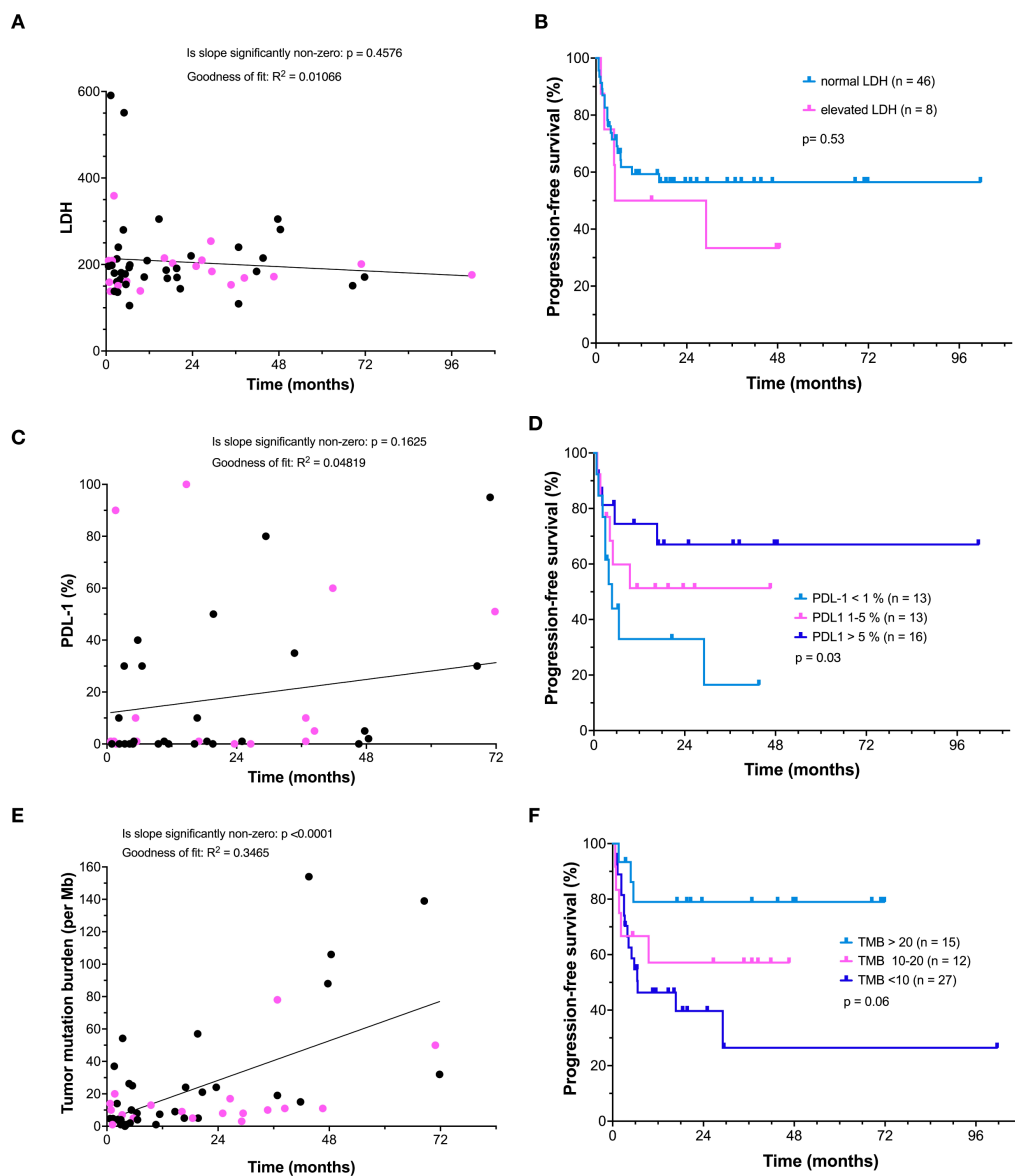 A
Is slope significantly non-zero: p = 0.4576
Goodness of fit: R² = 0.01066
600
400
200
0
LDH
0 24 48 72 96
Time (months)
B
100
80
60
40
20
0
Progression-free survival (%)
normal LDH (n = 46)
elevated LDH (n = 8)
p= 0.53
0 24 48 72 96
Time (months)
C
Is slope significantly non-zero: p = 0.1625
Goodness of fit: R² = 0.04819
100
80
60
40
20
0
PDL-1 (%)
0 24 48 72
Time (months)
D
100
80
60
40
20
0
Progression-free survival (%)
PDL-1 < 1 % (n = 13)
PDL1 1-5 % (n = 13)
PDL1 > 5 % (n = 16)
p = 0.03
0 24 48 72 96
Time (months)
E
Is slope significantly non-zero: p <0.0001
Goodness of fit: R² = 0.3465
160
140
120
100
80
60
40
20
0
Tumor mutation burden (per Mb)
0 24 48 72
Time (months)
F
100
80
60
40
20
0
Progression-free survival (%)
TMB > 20 (n = 15)
TMB 10-20 (n = 12)
TMB <10 (n = 27)
p = 0.06
0 24 48 72 96
Time (months)